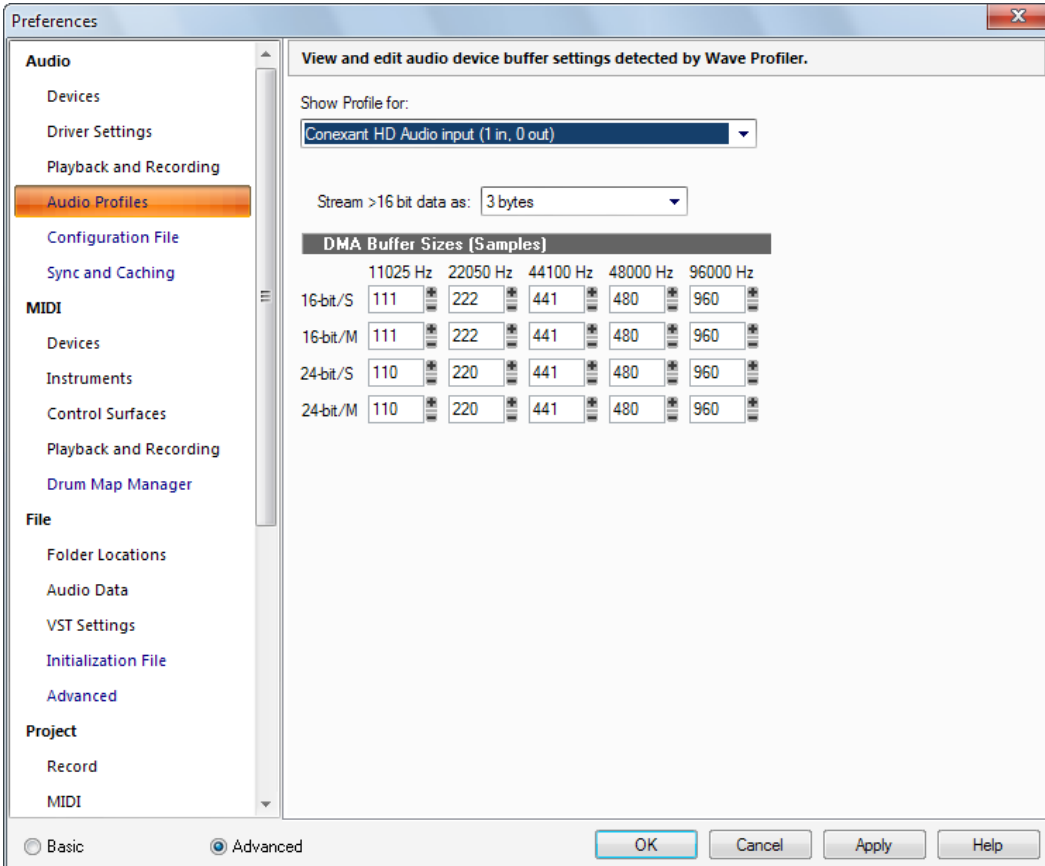 Preferences
Audio
Devices
Driver Settings
Playback and Recording
Audio Profiles
Configuration File
Sync and Caching
MIDI
Devices
Instruments
Control Surfaces
Playback and Recording
Drum Map Manager
File
Folder Locations
Audio Data
VST Settings
Initialization File
Advanced
Project
Record
MIDI
View and edit audio device buffer settings detected by Wave Profiler.
Show Profile for:
Conexant HD Audio input (1 in, 0 out)
Stream >16 bit data as: 3 bytes
DMA Buffer Sizes (Samples)
11025 Hz 22050 Hz 44100 Hz 48000 Hz 96000 Hz
16-bit/S 111 222 441 480 960
16-bit/M 111 222 441 480 960
24-bit/S 110 220 441 480 960
24-bit/M 110 220 441 480 960
Basic Advanced OK Cancel Apply Help